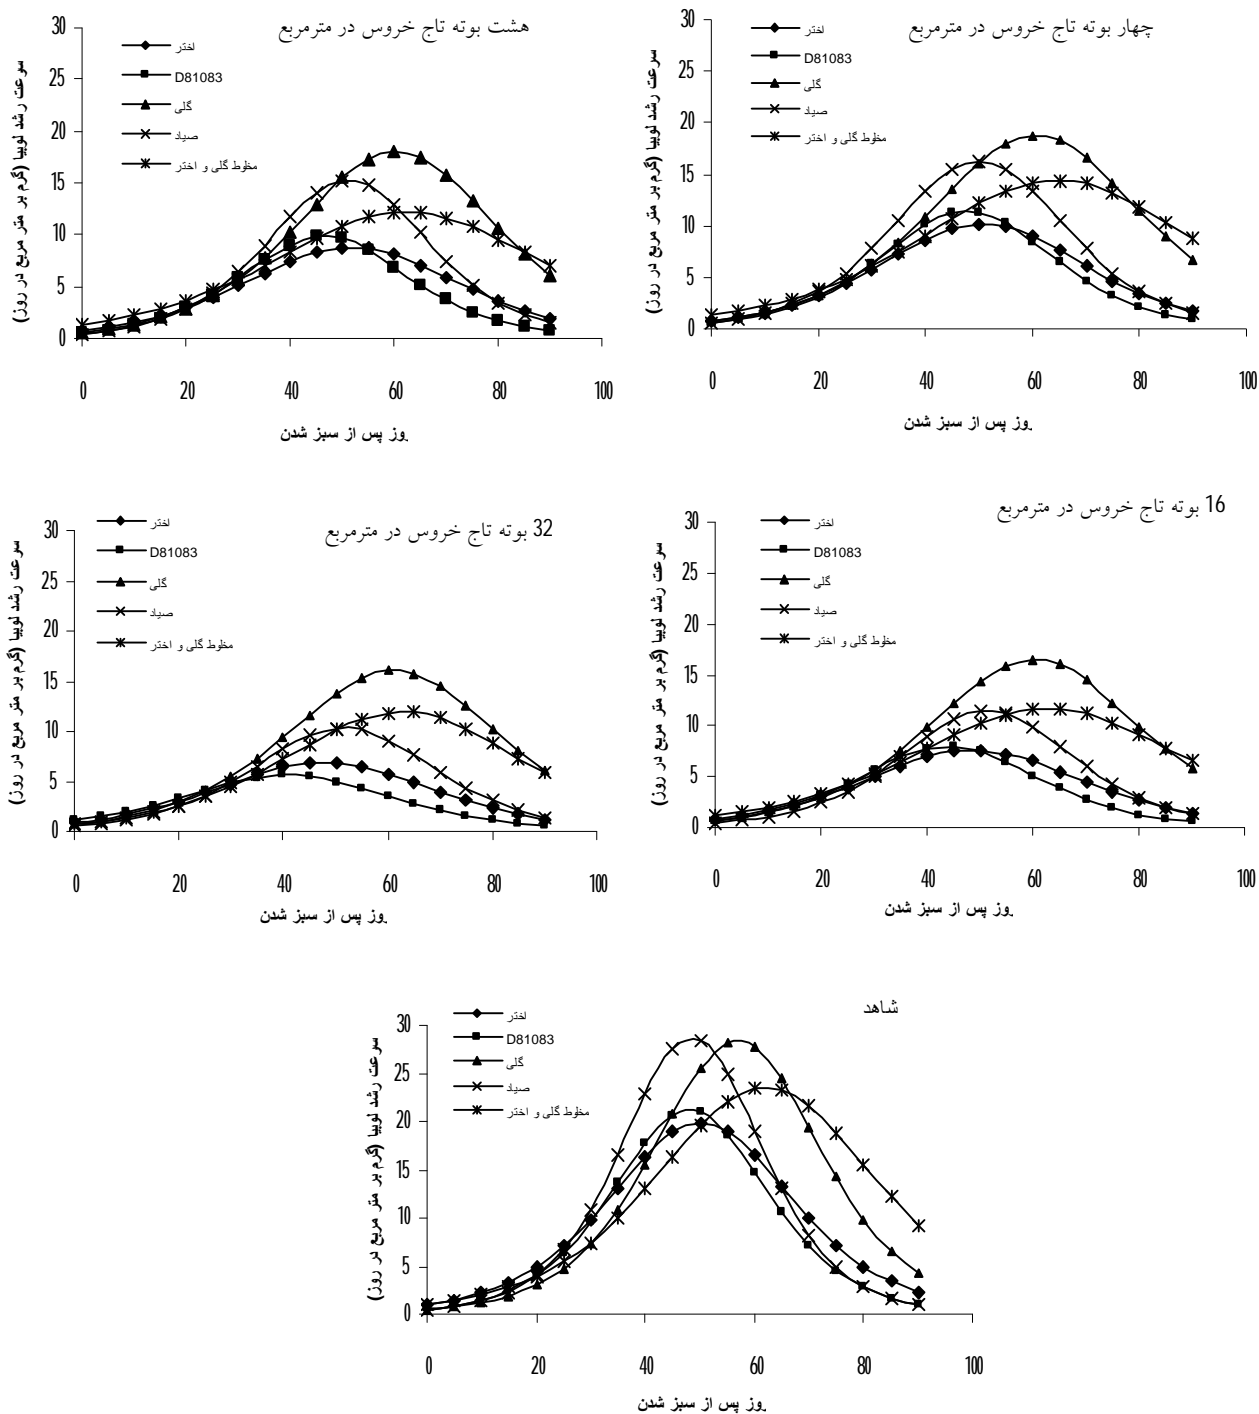 چهار بوته تاج خروس در مترمربع
اختر
D81083
گلی
صیاد
مخلوط گلی و اختر
سرعت رشد لوبیا (گرم بر متر مربع در روز)
30
25
20
15
10
5
0
0 20 40 60 80 100
روز پس از سبز شدن
هشت بوته تاج خروس در مترمربع
اختر
D81083
گلی
صیاد
مخلوط گلی و اختر
سرعت رشد لوبیا (گرم بر متر مربع در روز)
30
25
20
15
10
5
0
0 20 40 60 80 100
روز پس از سبز شدن
16 بوته تاج خروس در مترمربع
اختر
D81083
گلی
صیاد
مخلوط گلی و اختر
سرعت رشد لوبیا (گرم بر متر مربع در روز)
30
25
20
15
10
5
0
0 20 40 60 80 100
روز پس از سبز شدن
32 بوته تاج خروس در مترمربع
اختر
D81083
گلی
صیاد
مخلوط گلی و اختر
سرعت رشد لوبیا (گرم بر متر مربع در روز)
30
25
20
15
10
5
0
0 20 40 60 80 100
روز پس از سبز شدن
شاهد
اختر
D81083
گلی
صیاد
مخلوط گلی و اختر
سرعت رشد لوبیا (گرم بر متر مربع در روز)
30
25
20
15
10
5
0
0 20 40 60 80 100
روز پس از سبز شدن